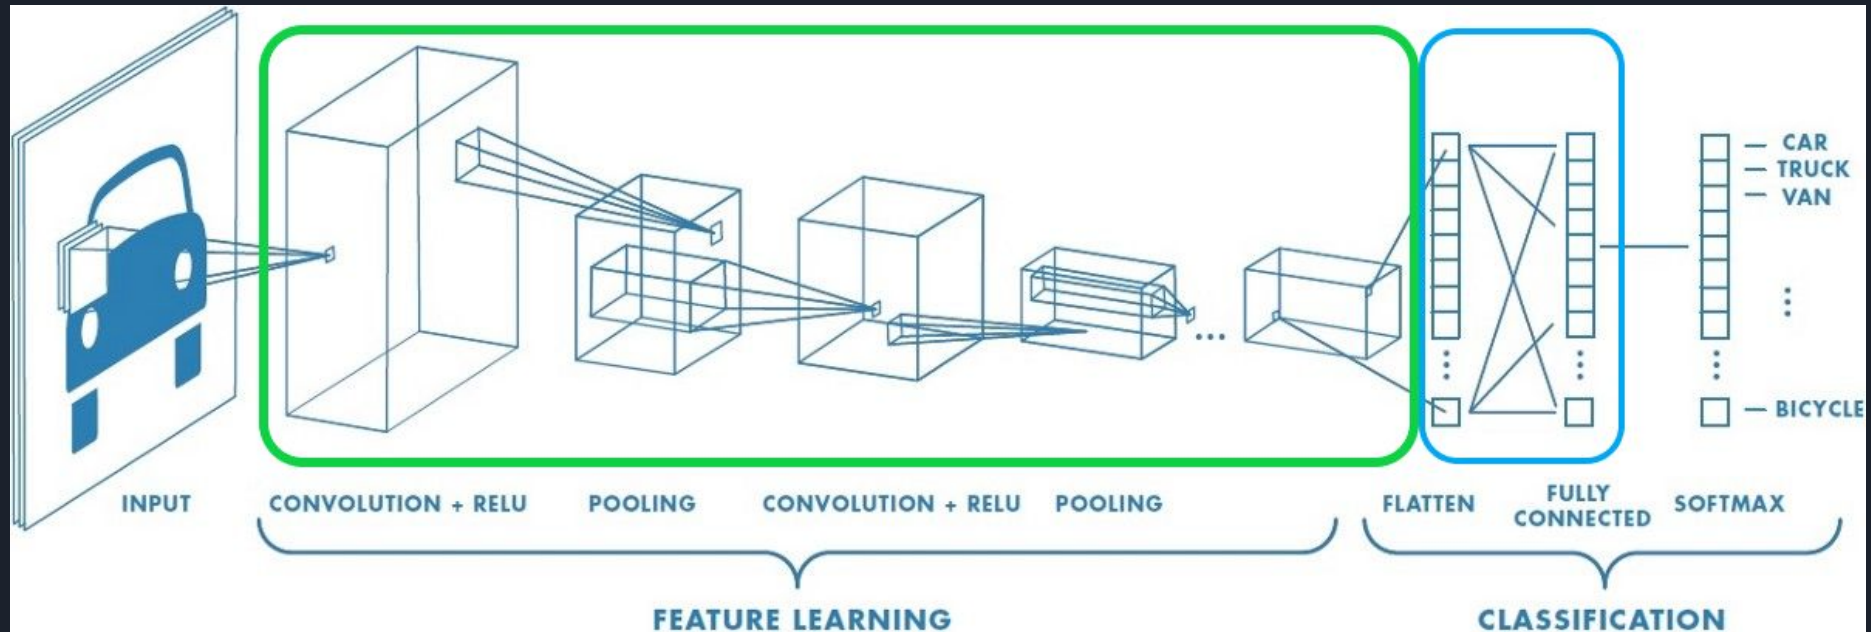 CAR
TRUCK
VAN
BICYCLE
INPUT
CONVOLUTION + RELU
POOLING
CONVOLUTION + RELU
POOLING
FLATTEN
FULLY
CONNECTED
SOFTMAX
FEATURE LEARNING
CLASSIFICATION